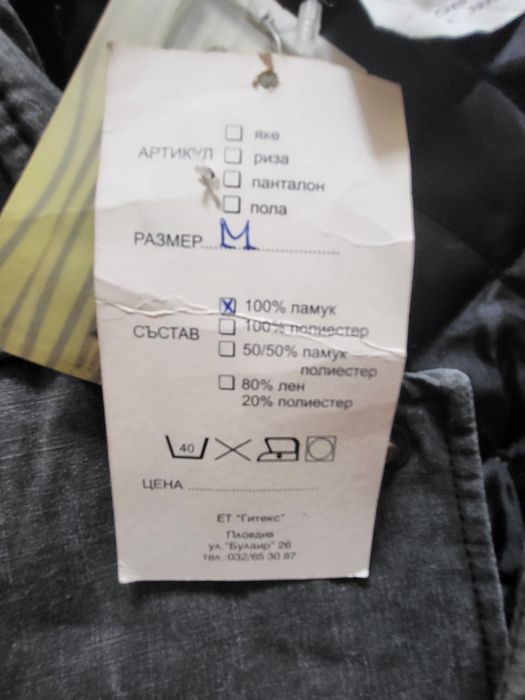 АРТИКУЛ
яке
риза
панталон
пола
РАЗМЕР M
СЪСТАВ
100% памук
100% полиестер
50/50% памук
полиестер
80% лен
20% полиестер
40
ЦЕНА
ЕТ "Гитекс"
Пловдив
ул."Булаир" 26
тел.:032/65 30 87